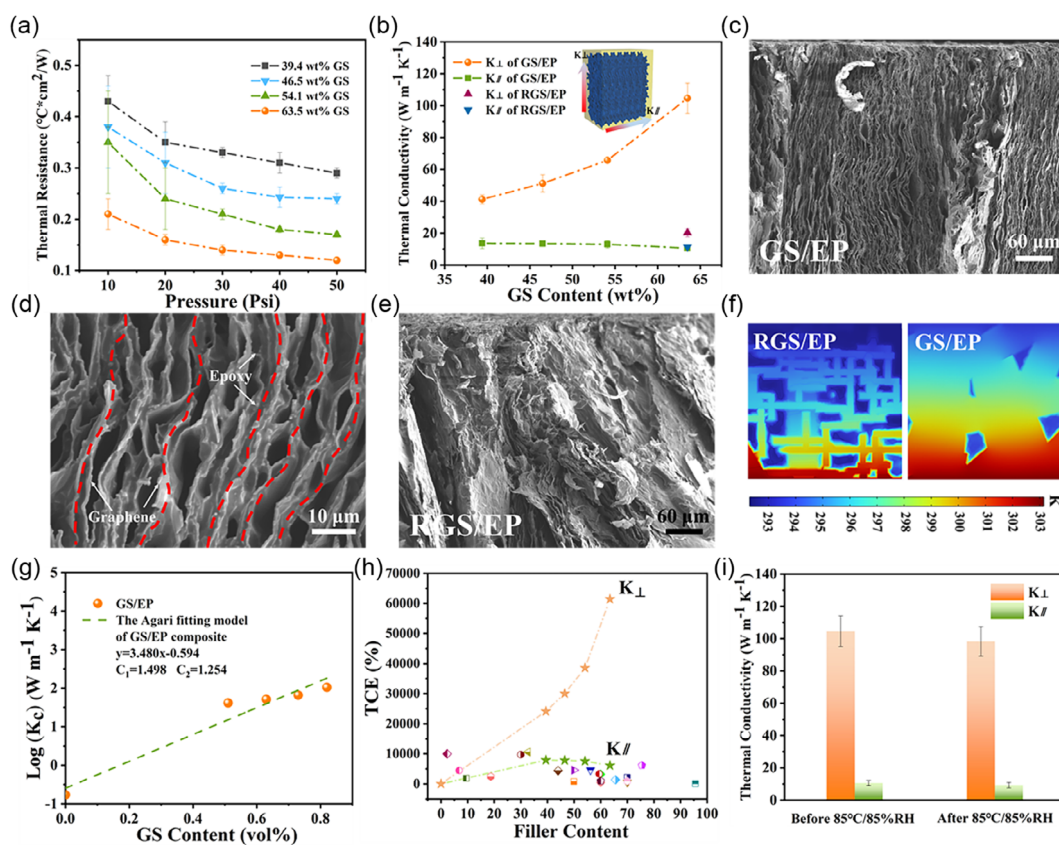 (a)
Thermal Resistance (°C*cm²/W)
0.5
0.4
0.3
0.2
0.1
39.4 wt% GS
46.5 wt% GS
54.1 wt% GS
63.5 wt% GS
10 20 30 40 50
Pressure (Psi)
(b)
Thermal Conductivity (W m⁻¹ K⁻¹)
140
120
100
80
60
40
20
0
K⊥ of GS/EP
K∥ of GS/EP
K⊥ of RGS/EP
K∥ of RGS/EP
K⊥
K∥
35 40 45 50 55 60 65
GS Content (wt%)
(c)
GS/EP
60 μm
(d)
Epoxy
Graphene
10 μm
(e)
RGS/EP
60 μm
(f)
RGS/EP
GS/EP
K
293 294 295 296 297 298 299 300 301 302 303
(g)
Log (K_C) (W m⁻¹ K⁻¹)
5
4
3
2
1
0
-1
GS/EP
The Agari fitting model
of GS/EP composite
y=3.480x-0.594
C₁=1.498 C₂=1.254
0.0 0.2 0.4 0.6 0.8
GS Content (vol%)
(h)
TCE (%)
70000
60000
50000
40000
30000
20000
10000
0
K⊥
K∥
0 10 20 30 40 50 60 70 80 90 100
Filler Content
(i)
Thermal Conductivity (W m⁻¹ K⁻¹)
140
120
100
80
60
40
20
0
K⊥
K∥
Before 85°C/85%RH After 85°C/85%RH